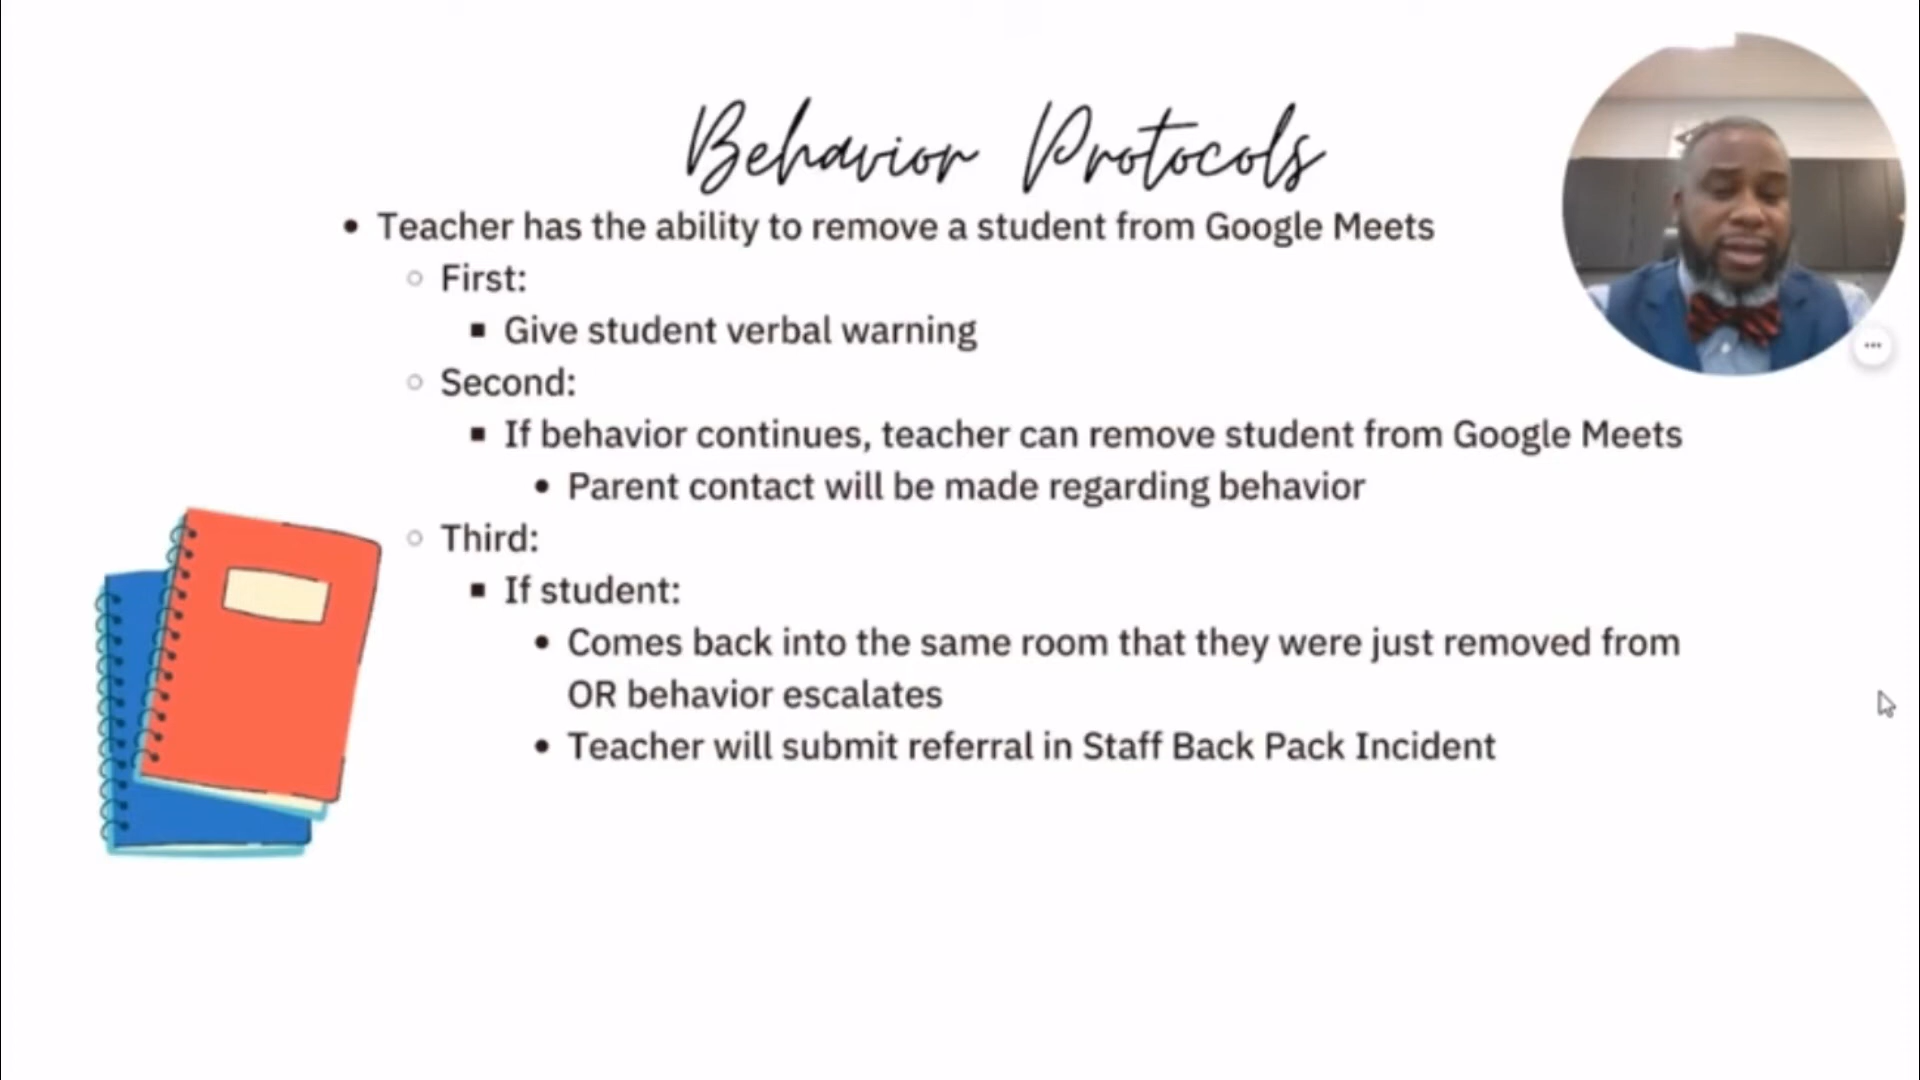 Behavior Protocols
• Teacher has the ability to remove a student from Google Meets
○ First:
▪ Give student verbal warning
○ Second:
▪ If behavior continues, teacher can remove student from Google Meets
• Parent contact will be made regarding behavior
○ Third:
▪ If student:
• Comes back into the same room that they were just removed from
OR behavior escalates
• Teacher will submit referral in Staff Back Pack Incident